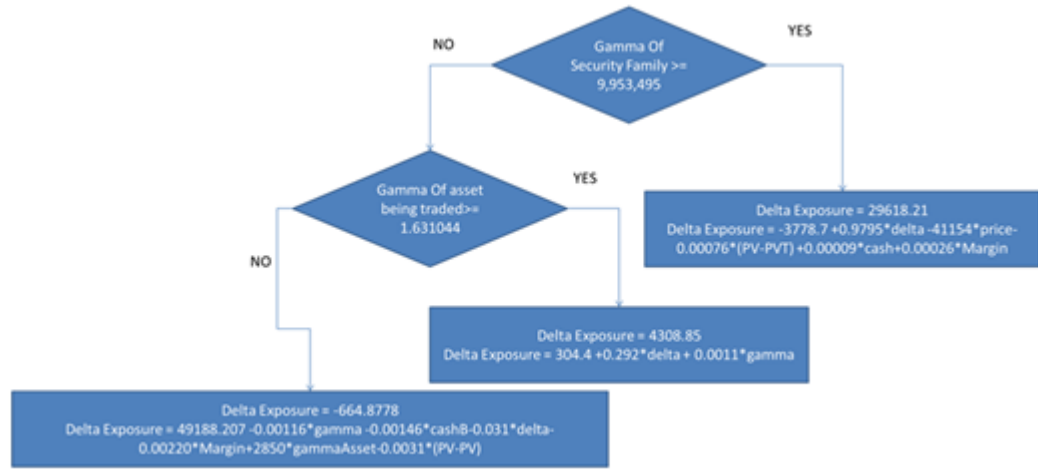 NO
YES
Gamma Of
Security Family >=
9,953,495
Gamma Of asset
being traded>=
1.631044
YES
NO
Delta Exposure = 29618.21
Delta Exposure = -3778.7 +0.9795*delta -41154*price-
0.00076*(PV-PVT) +0.00009*cash+0.00026*Margin
Delta Exposure = 4308.85
Delta Exposure = 304.4 +0.292*delta + 0.0011*gamma
Delta Exposure = -664.8778
Delta Exposure = 49188.207 -0.00116*gamma -0.00146*cashB-0.031*delta-
0.00220*Margin+2850*gammaAsset-0.0031*(PV-PV)